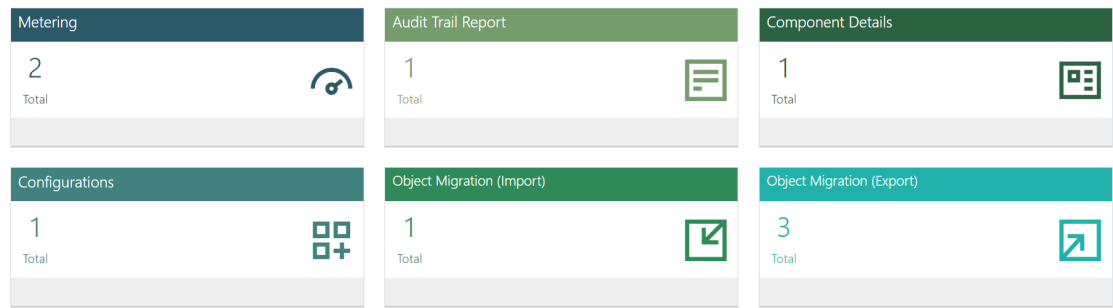 Metering
2
Total
Audit Trail Report
1
Total
Component Details
1
Total
Configurations
1
Total
Object Migration (Import)
1
Total
Object Migration (Export)
3
Total